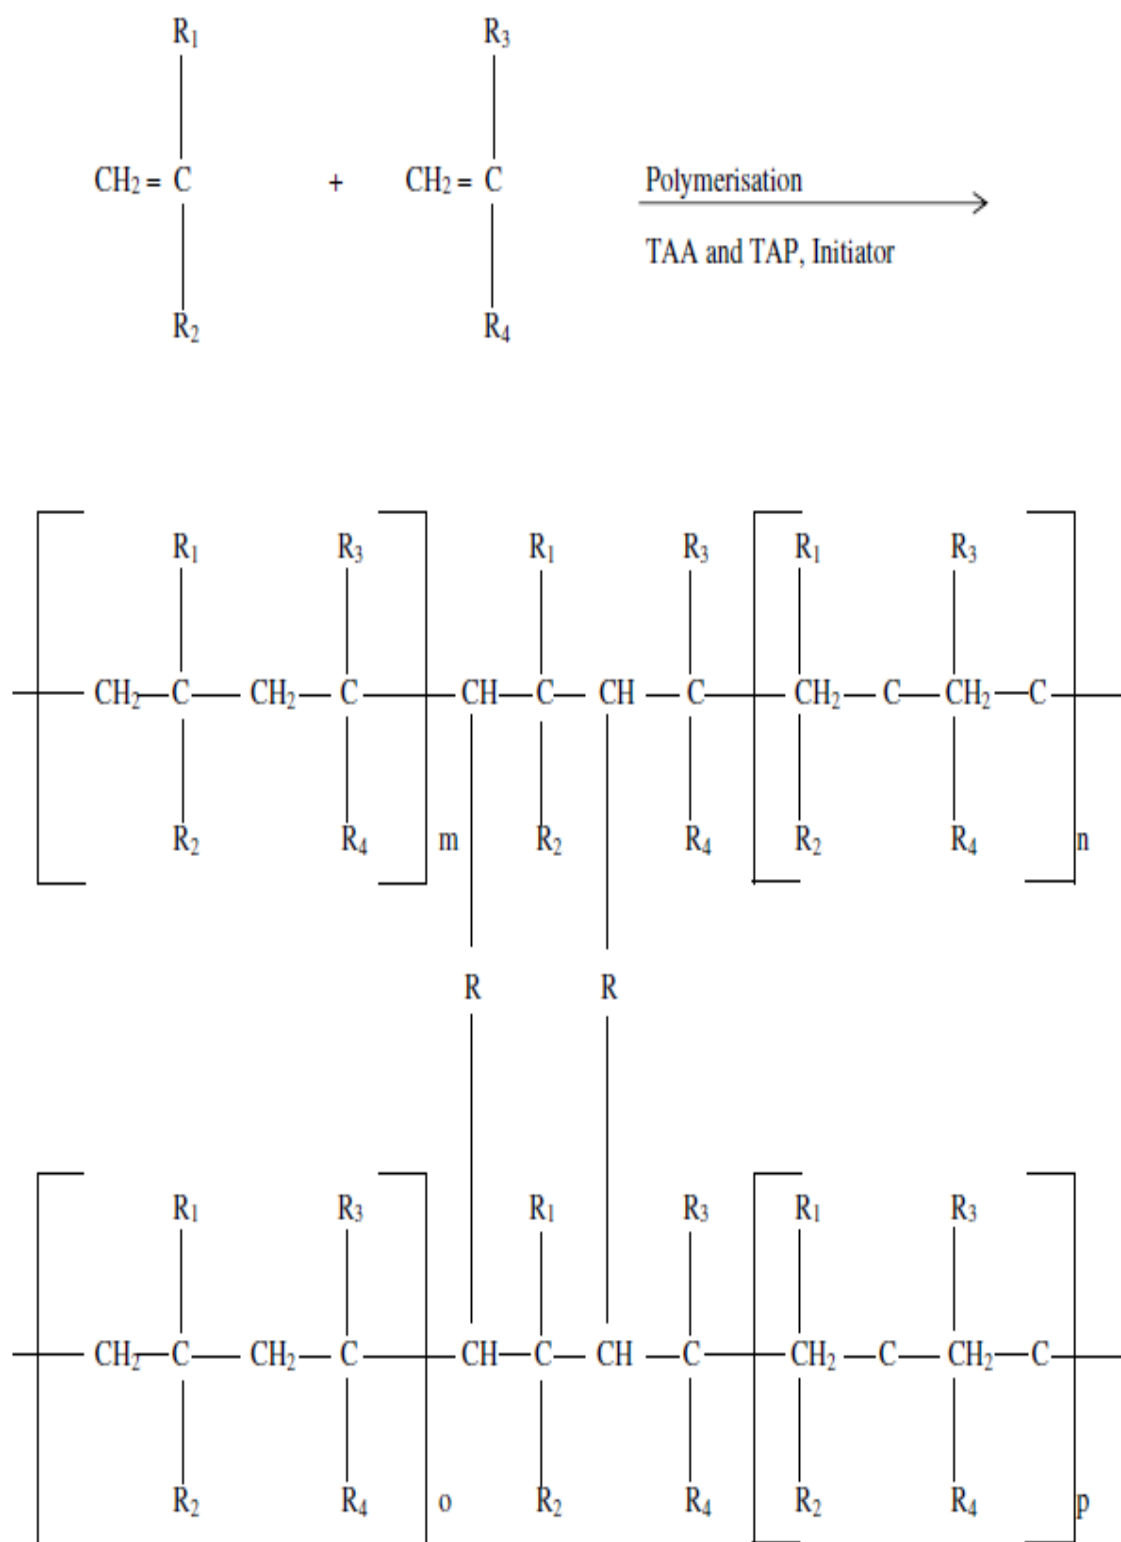 R₁ R₃
CH₂ = C + CH₂ = C Polymerisation
TAA and TAP, Initiator
R₂ R₄
R₁ R₃ R₁ R₃ R₁ R₃
CH₂—C—CH₂—C—CH—C—CH—C—CH₂—C—CH₂—C
R₂ R₄ m R₂ R₄ R₂ R₄ n
R R
R₁ R₃ R₁ R₃ R₁ R₃
CH₂—C—CH₂—C—CH—C—CH—C—CH₂—C—CH₂—C
R₂ R₄ o R₂ R₄ R₂ R₄ p